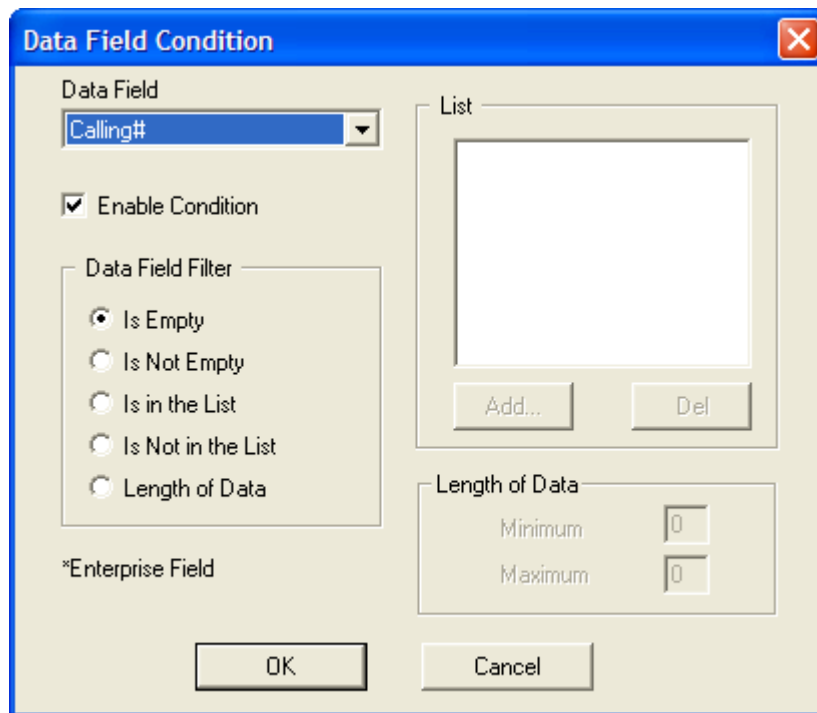 Data Field Condition
Data Field
Calling#
Enable Condition
Data Field Filter
Is Empty
Is Not Empty
Is in the List
Is Not in the List
Length of Data
*Enterprise Field
List
Add...
Del
Length of Data
Minimum
0
Maximum
0
OK
Cancel